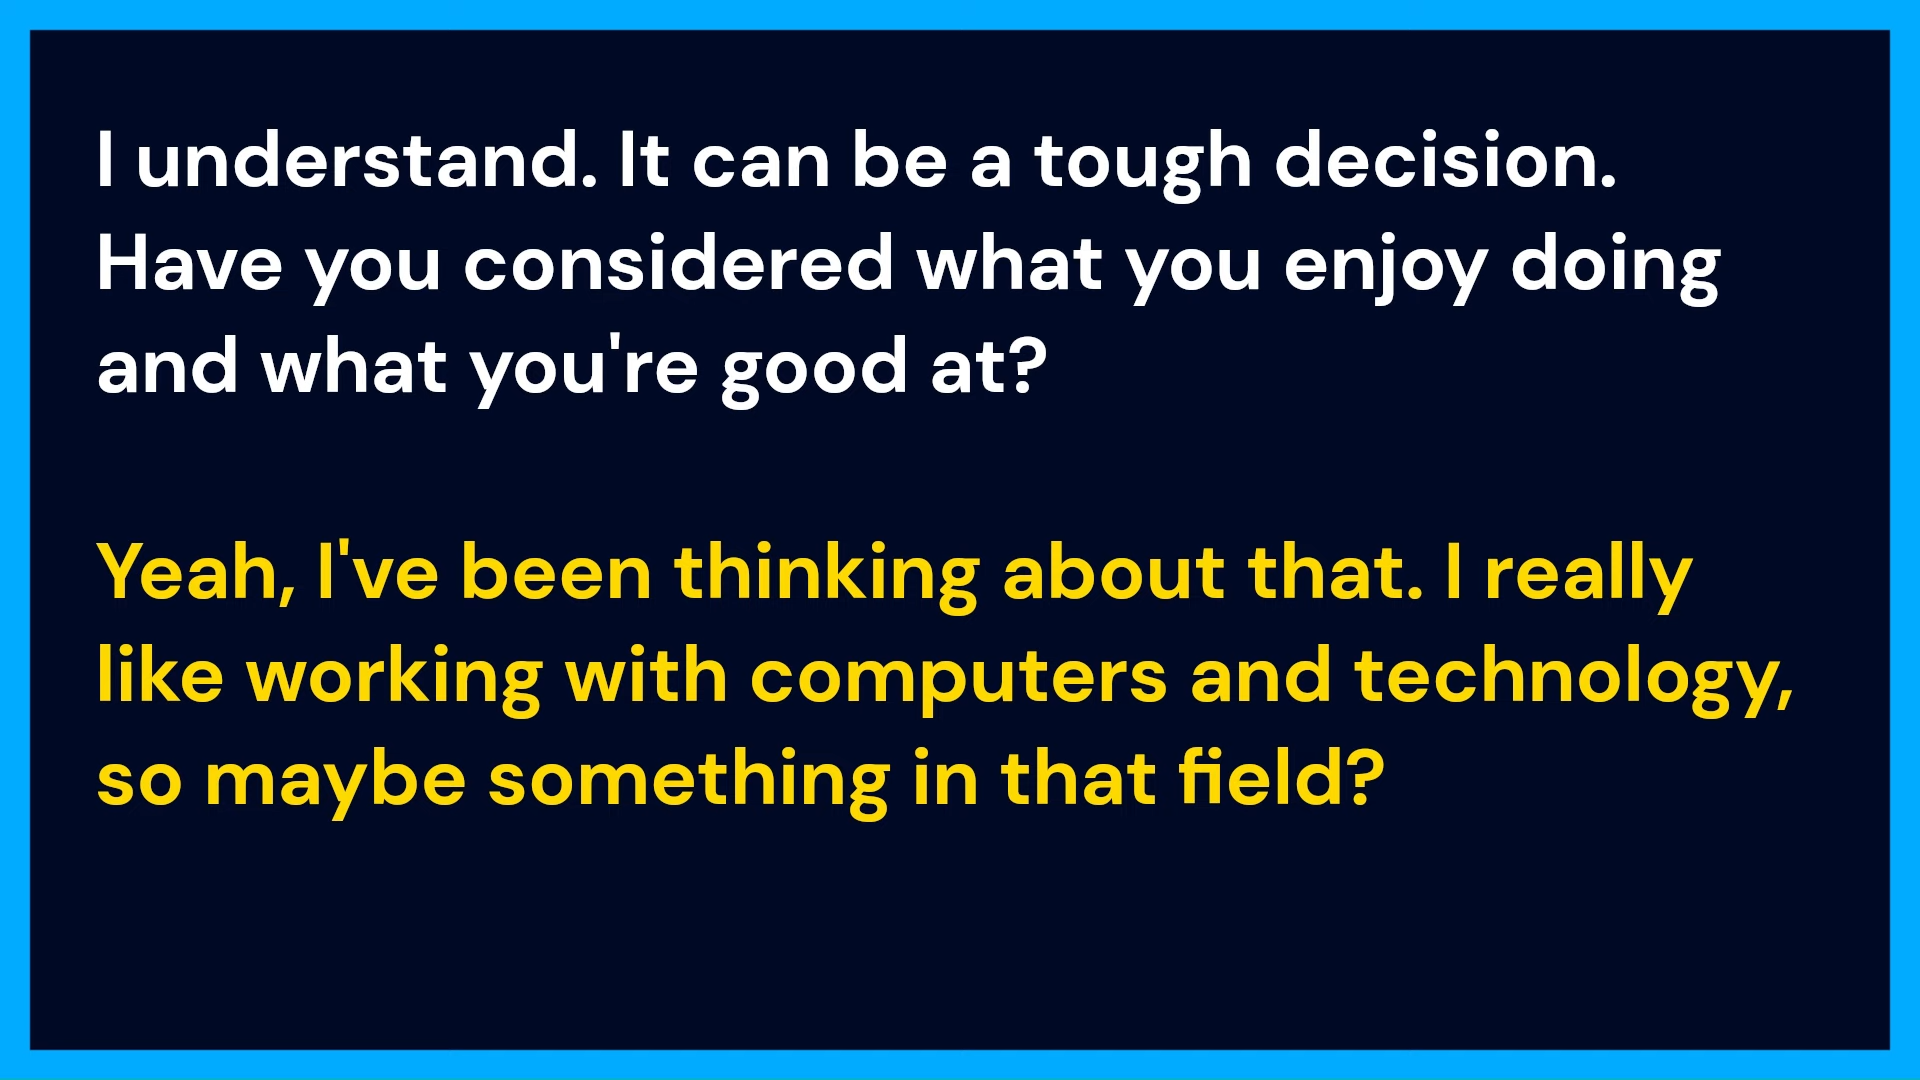 I understand. It can be a tough decision.
Have you considered what you enjoy doing
and what you're good at?
Yeah, I've been thinking about that. I really
like working with computers and technology,
so maybe something in that field?